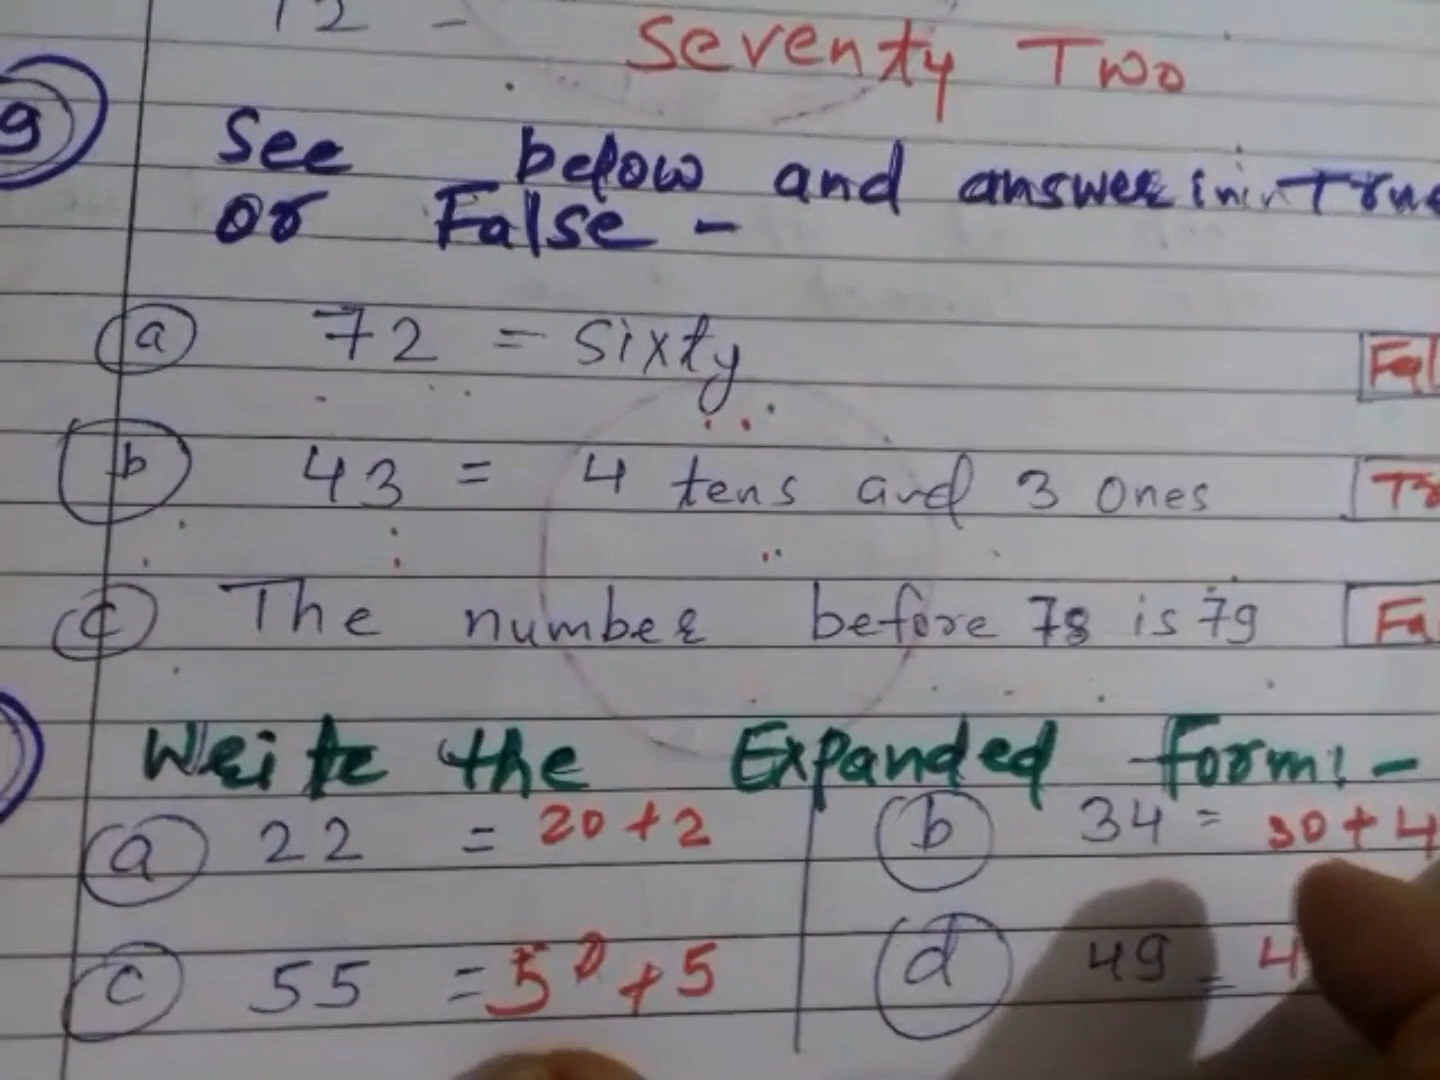 72 - Seventy Two
9 See below and answer in True
or False -
a 72 = Sixty
b 43 = 4 tens and 3 Ones
c The number before 78 is 79
Write the Expanded form:-
a 22 = 20 + 2 b 34 = 30 + 4
c 55 = 50 + 5 d 49 = 4